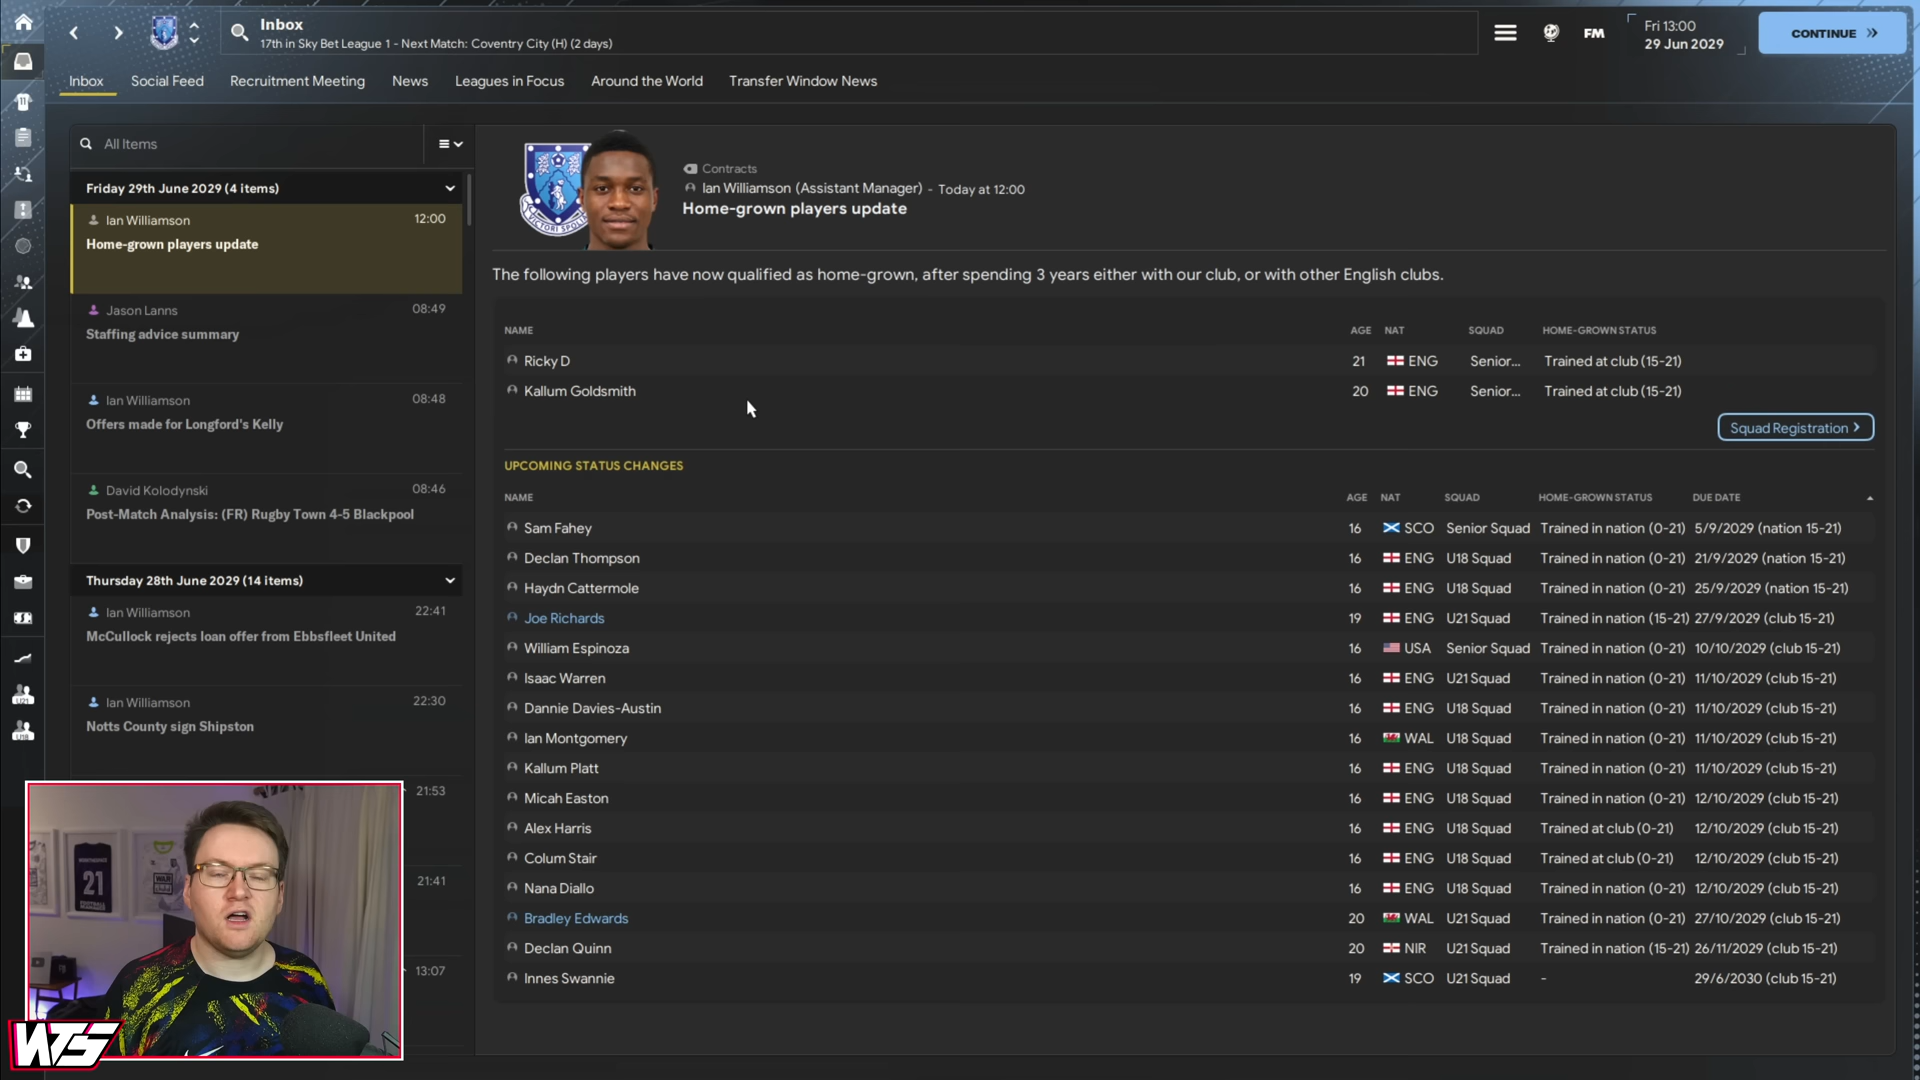 Inbox
17th in Sky Bet League 1 - Next Match: Coventry City (H) (2 days)
FM
Fri 13:00
29 Jun 2029
CONTINUE
Inbox Social Feed Recruitment Meeting News Leagues in Focus Around the World Transfer Window News
All Items
Friday 29th June 2029 (4 items)
Ian Williamson 12:00
Home-grown players update
Jason Lanns 08:49
Staffing advice summary
Ian Williamson 08:48
Offers made for Longford's Kelly
David Kolodynski 08:46
Post-Match Analysis: (FR) Rugby Town 4-5 Blackpool
Thursday 28th June 2029 (14 items)
Ian Williamson 22:41
McCullock rejects loan offer from Ebbsfleet United
Ian Williamson 22:30
Notts County sign Shipston
21:53
21:41
13:07
Contracts
Ian Williamson (Assistant Manager) - Today at 12:00
Home-grown players update
The following players have now qualified as home-grown, after spending 3 years either with our club, or with other English clubs.
NAME AGE NAT SQUAD HOME-GROWN STATUS
Ricky D 21 ENG Senior... Trained at club (15-21)
Kallum Goldsmith 20 ENG Senior... Trained at club (15-21)
Squad Registration
UPCOMING STATUS CHANGES
NAME AGE NAT SQUAD HOME-GROWN STATUS DUE DATE
Sam Fahey 16 SCO Senior Squad Trained in nation (0-21) 5/9/2029 (nation 15-21)
Declan Thompson 16 ENG U18 Squad Trained in nation (0-21) 21/9/2029 (nation 15-21)
Haydn Cattermole 16 ENG U18 Squad Trained in nation (0-21) 25/9/2029 (nation 15-21)
Joe Richards 19 ENG U21 Squad Trained in nation (15-21) 27/9/2029 (club 15-21)
William Espinoza 16 USA Senior Squad Trained in nation (0-21) 10/10/2029 (club 15-21)
Isaac Warren 16 ENG U21 Squad Trained in nation (0-21) 11/10/2029 (club 15-21)
Dannie Davies-Austin 16 ENG U18 Squad Trained in nation (0-21) 11/10/2029 (club 15-21)
Ian Montgomery 16 WAL U18 Squad Trained in nation (0-21) 11/10/2029 (club 15-21)
Kallum Platt 16 ENG U18 Squad Trained in nation (0-21) 11/10/2029 (club 15-21)
Micah Easton 16 ENG U18 Squad Trained in nation (0-21) 12/10/2029 (club 15-21)
Alex Harris 16 ENG U18 Squad Trained at club (0-21) 12/10/2029 (club 15-21)
Colum Stair 16 ENG U18 Squad Trained at club (0-21) 12/10/2029 (club 15-21)
Nana Diallo 16 ENG U18 Squad Trained in nation (0-21) 12/10/2029 (club 15-21)
Bradley Edwards 20 WAL U21 Squad Trained in nation (0-21) 27/10/2029 (club 15-21)
Declan Quinn 20 NIR U21 Squad Trained in nation (15-21) 26/11/2029 (club 15-21)
Innes Swannie 19 SCO U21 Squad - 29/6/2030 (club 15-21)
21
WTS